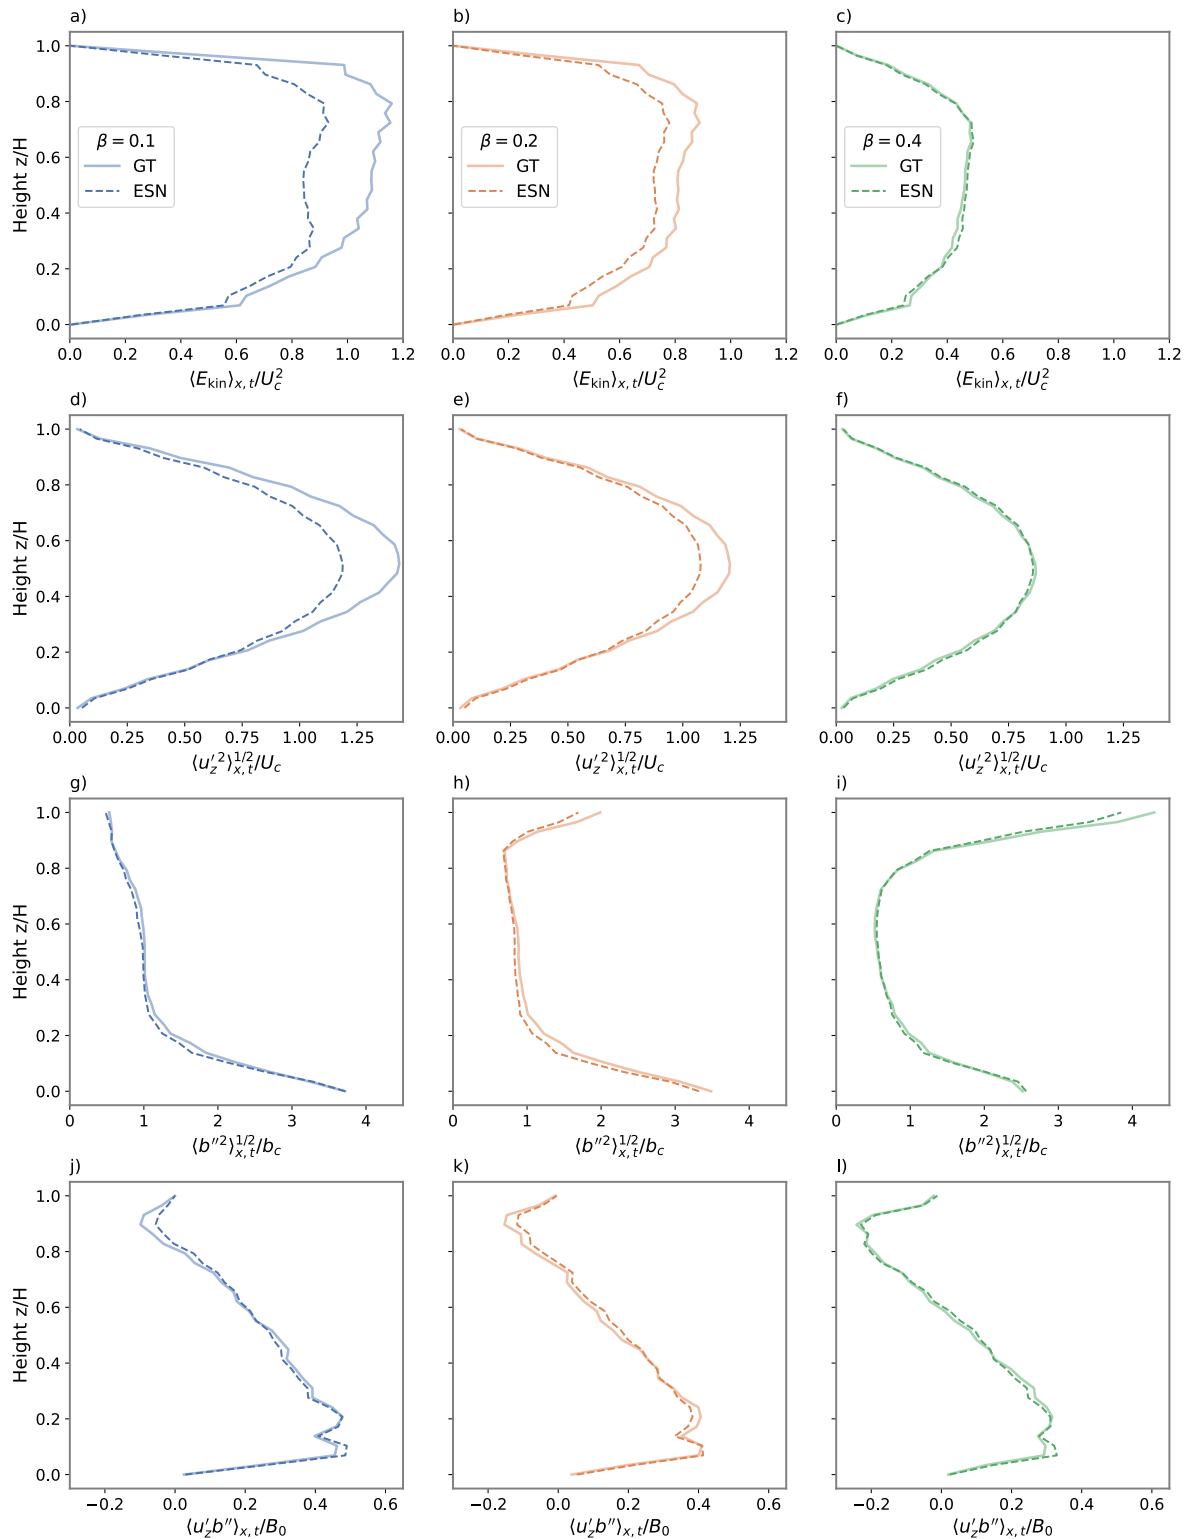 a)
b)
c)
Height z/H
1.0
0.8
0.6
0.4
0.2
0.0
β = 0.1
GT
ESN
β = 0.2
GT
ESN
β = 0.4
GT
ESN
0.0 0.2 0.4 0.6 0.8 1.0 1.2
0.0 0.2 0.4 0.6 0.8 1.0 1.2
0.0 0.2 0.4 0.6 0.8 1.0 1.2
⟨E_kin⟩_x, t/U_c^2
⟨E_kin⟩_x, t/U_c^2
⟨E_kin⟩_x, t/U_c^2
d)
e)
f)
Height z/H
1.0
0.8
0.6
0.4
0.2
0.0
0.00 0.25 0.50 0.75 1.00 1.25
0.00 0.25 0.50 0.75 1.00 1.25
0.00 0.25 0.50 0.75 1.00 1.25
⟨u_z′^2⟩_x, t^1/2/U_c
⟨u_z′^2⟩_x, t^1/2/U_c
⟨u_z′^2⟩_x, t^1/2/U_c
g)
h)
i)
Height z/H
1.0
0.8
0.6
0.4
0.2
0.0
0 1 2 3 4
0 1 2 3 4
0 1 2 3 4
⟨b″^2⟩_x, t^1/2/b_c
⟨b″^2⟩_x, t^1/2/b_c
⟨b″^2⟩_x, t^1/2/b_c
j)
k)
l)
Height z/H
1.0
0.8
0.6
0.4
0.2
0.0
−0.2 0.0 0.2 0.4 0.6
−0.2 0.0 0.2 0.4 0.6
−0.2 0.0 0.2 0.4 0.6
⟨u_z′b″⟩_x, t/B_0
⟨u_z′b″⟩_x, t/B_0
⟨u_z′b″⟩_x, t/B_0